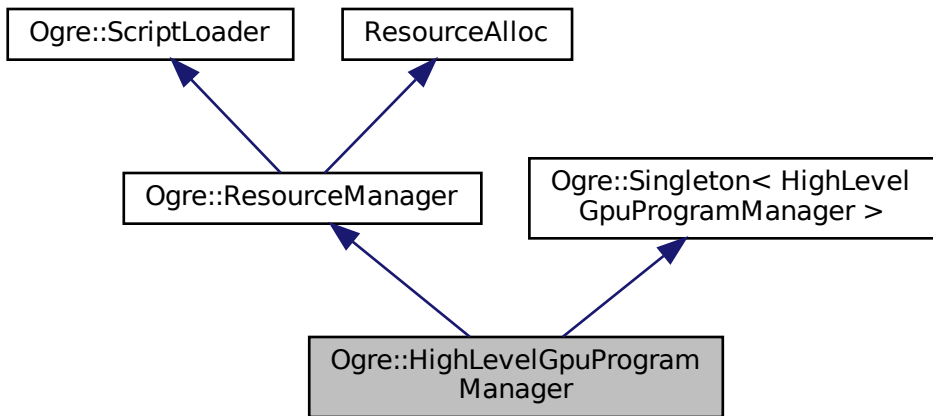 Ogre::ScriptLoader
ResourceAlloc
Ogre::ResourceManager
Ogre::Singleton< HighLevel
GpuProgramManager >
Ogre::HighLevelGpuProgram
Manager